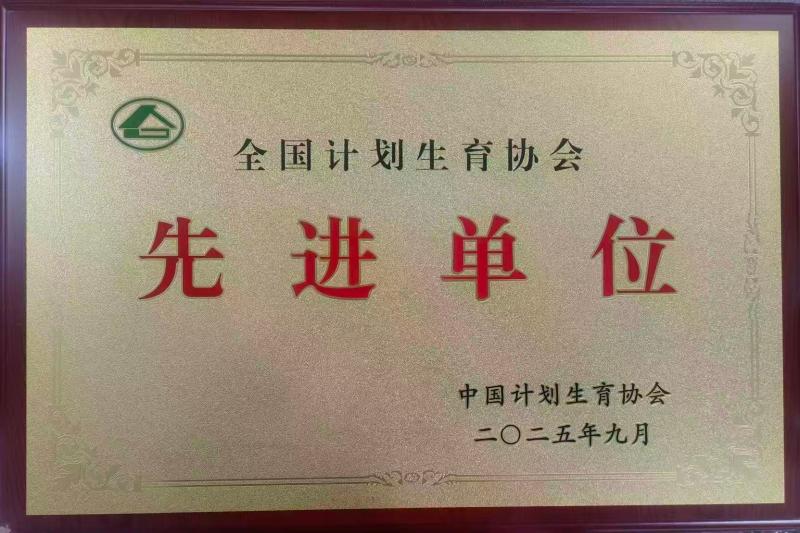 全国计划生育协会
先进单位
中国计划生育协会
二〇二五年九月